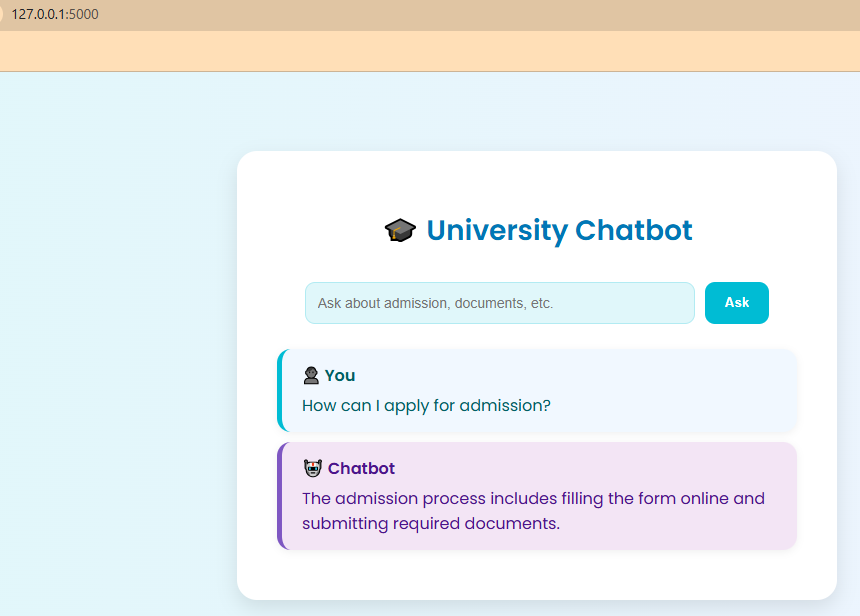 127.0.0.1:5000
University Chatbot
Ask about admission, documents, etc.
Ask
You
How can I apply for admission?
Chatbot
The admission process includes filling the form online and
submitting required documents.